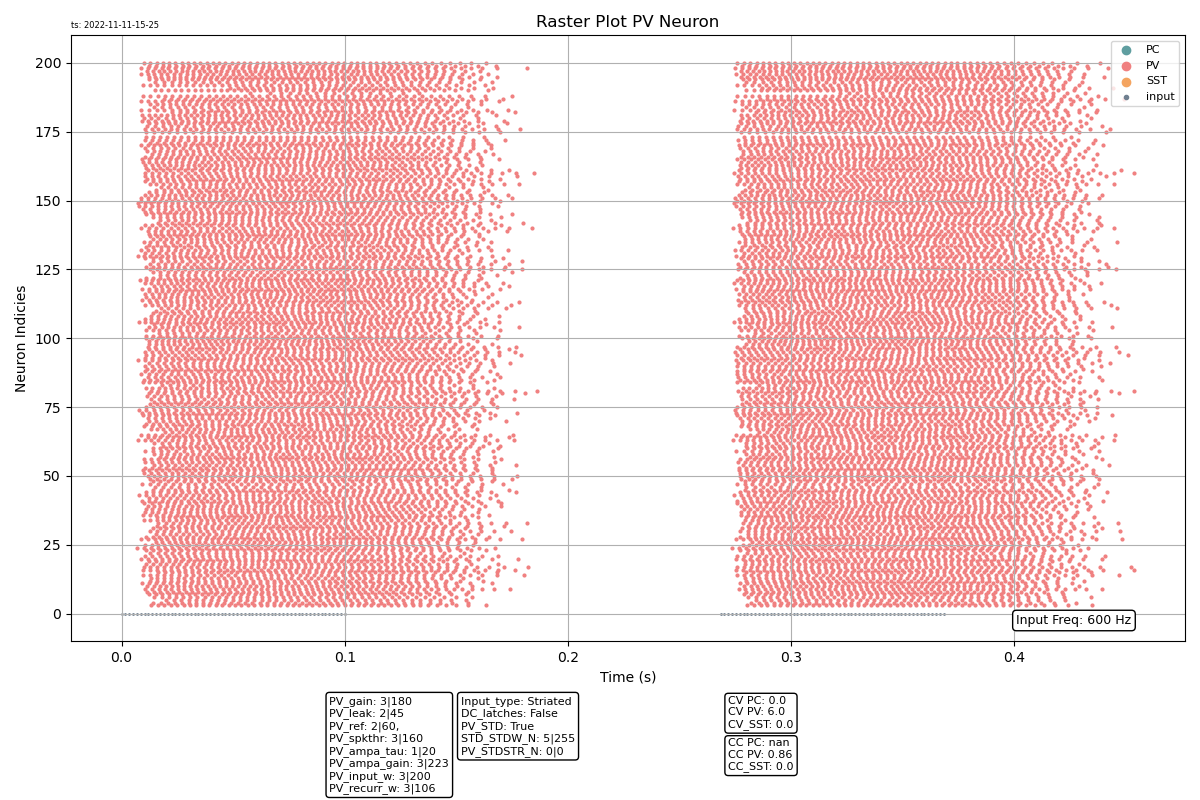 ts: 2022-11-11-15-25
Raster Plot PV Neuron
PC
PV
SST
input
200
175
150
125
100
75
50
25
0
Neuron Indicies
Input Freq: 600 Hz
0.0
0.1
0.2
0.3
0.4
Time (s)
PV_gain: 3|180
PV_leak: 2|45
PV_ref: 2|60,
PV_spkthr: 3|160
PV_ampa_tau: 1|20
PV_ampa_gain: 3|223
PV_input_w: 3|200
PV_recurr_w: 3|106
Input_type: Striated
DC_latches: False
PV_STD: True
STD_STDW_N: 5|255
PV_STDSTR_N: 0|0
CV PC: 0.0
CV PV: 6.0
CV_SST: 0.0
CC PC: nan
CC PV: 0.86
CC_SST: 0.0